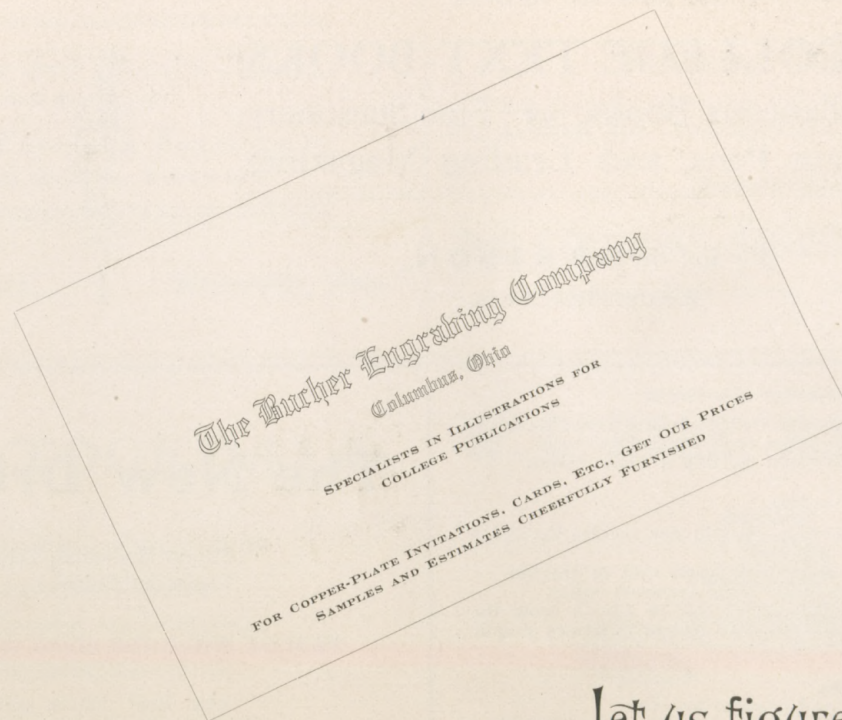 The Bucher Engraving Company
Columbus, Ohio
Specialists in Illustrations for
College Publications
For Copper-Plate Invitations, Cards, Etc., Get Our Prices
Samples and Estimates Cheerfully Furnished
let us figure